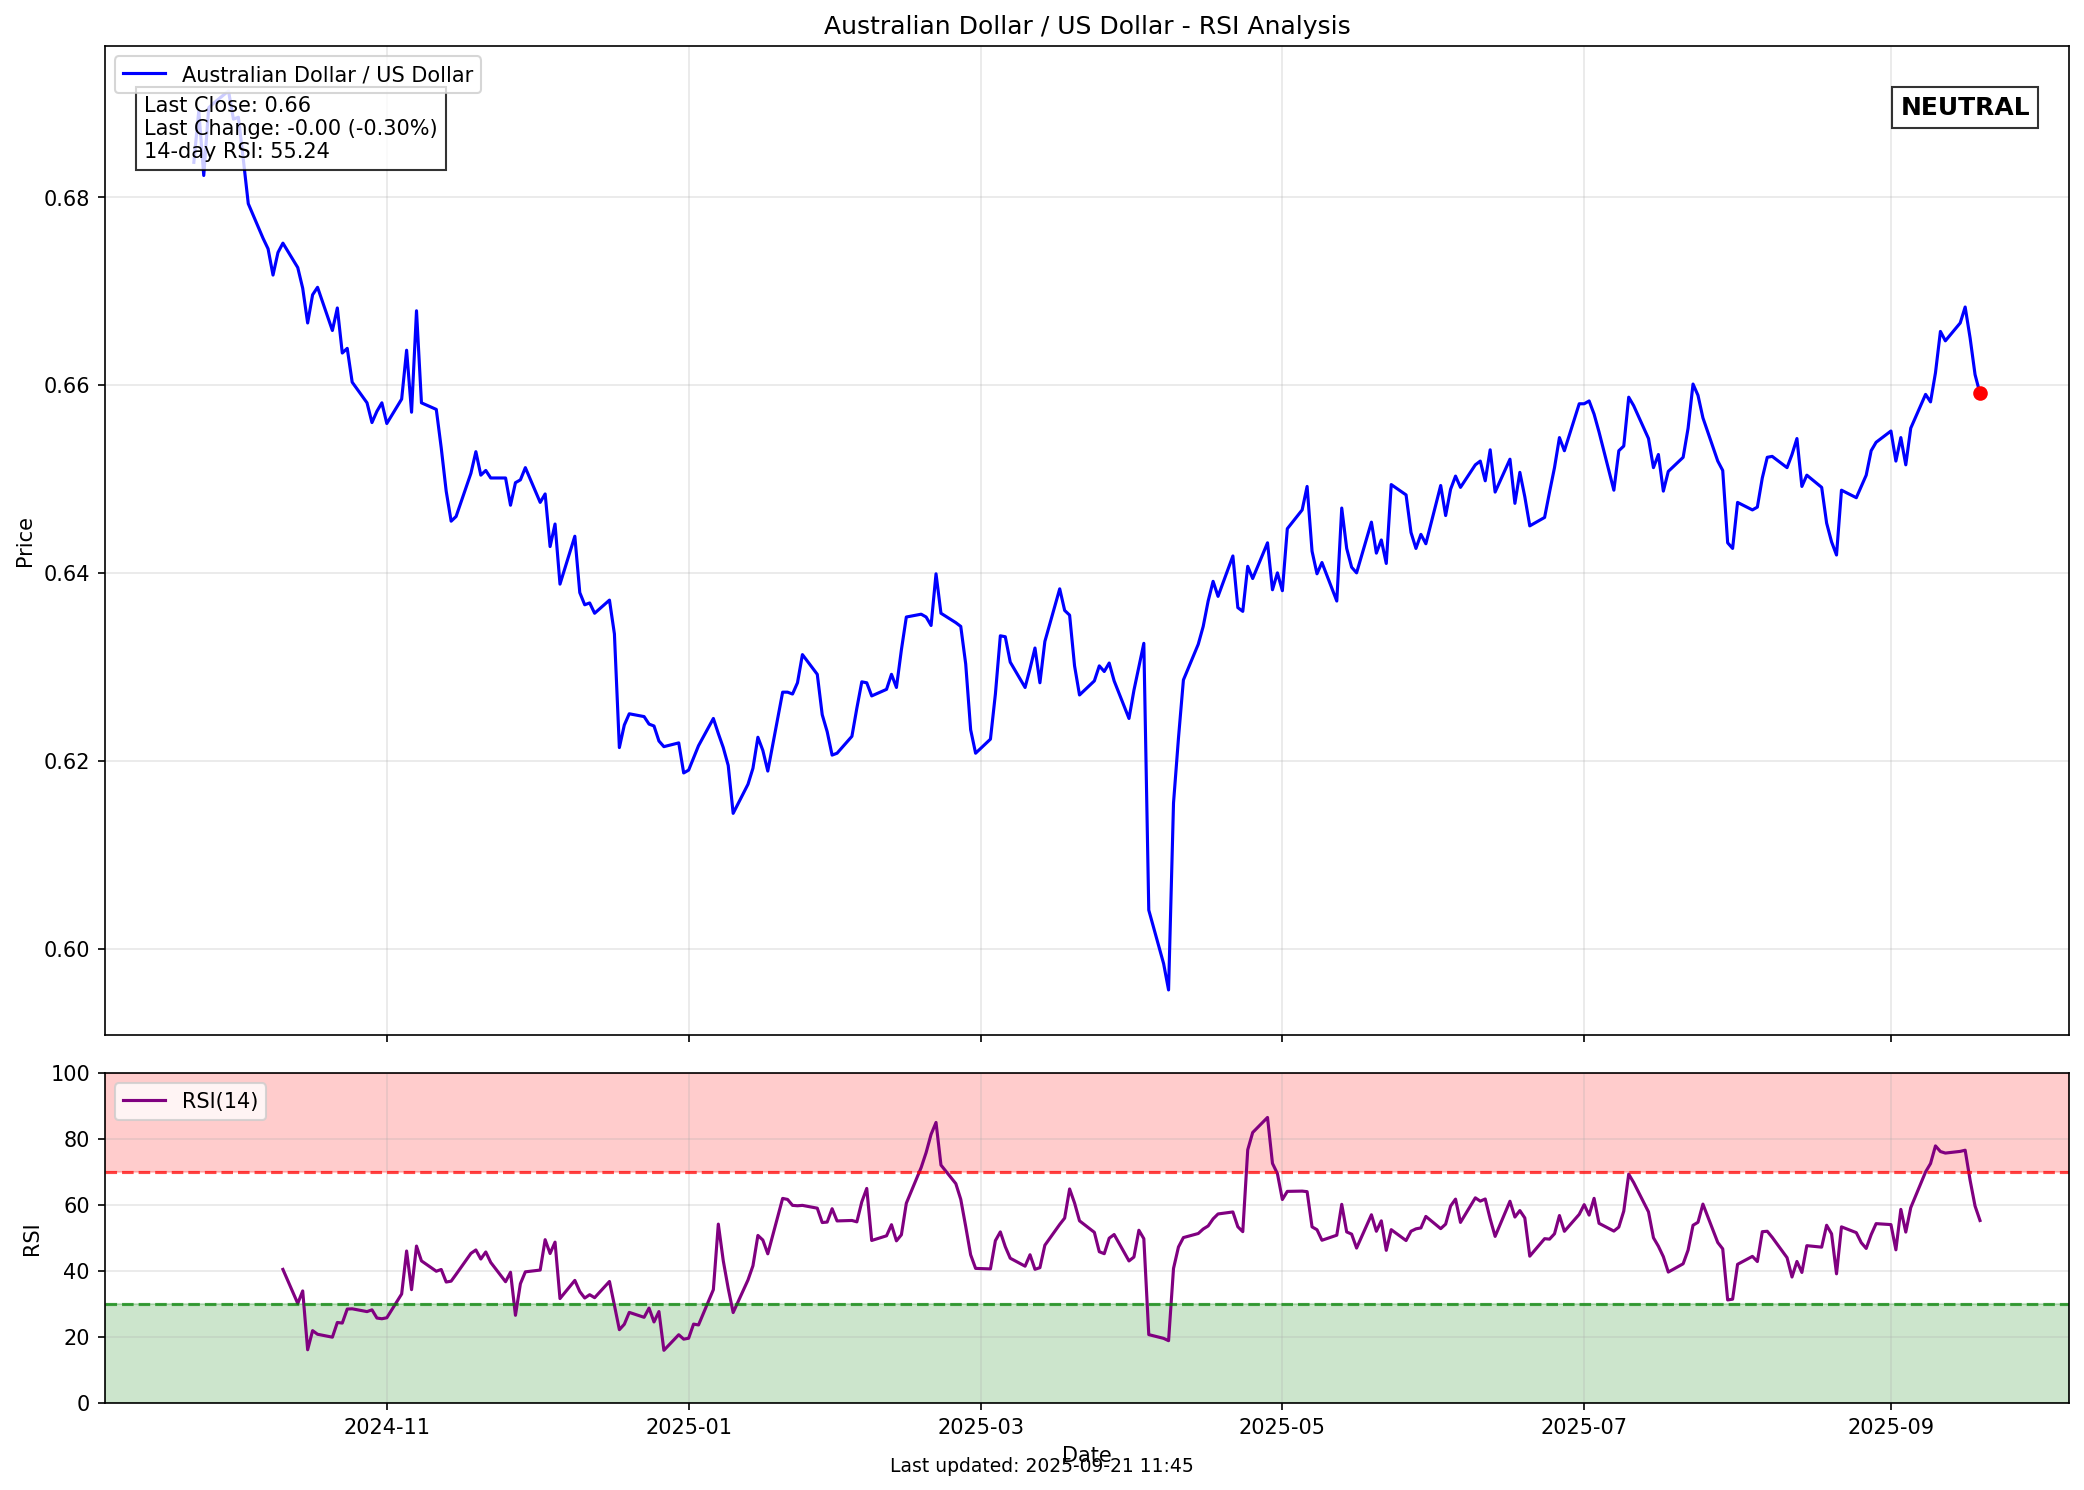 Australian Dollar / US Dollar - RSI Analysis
Australian Dollar / US Dollar
Last Close: 0.66
Last Change: -0.00 (-0.30%)
14-day RSI: 55.24
NEUTRAL
0.68
0.66
0.64
0.62
0.60
Price
100
80
60
40
20
0
RSI
RSI(14)
2024-11
2025-01
2025-03
2025-05
2025-07
2025-09
Date
Last updated: 2025-09-21 11:45